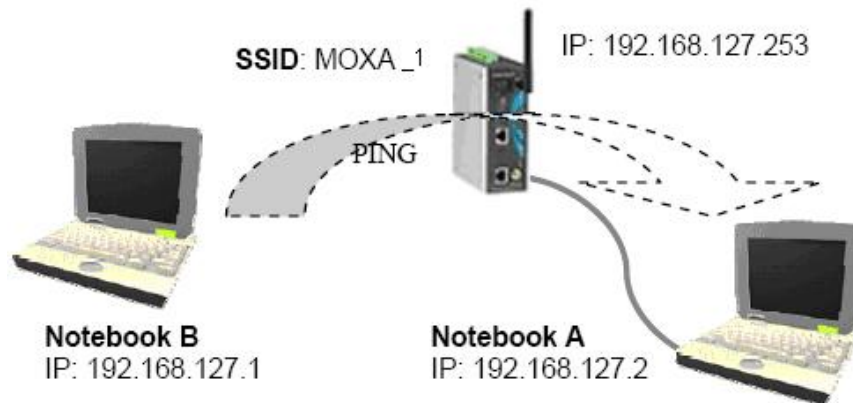 SSID: MOXA_1
IP: 192.168.127.253
PING
Notebook B
IP: 192.168.127.1
Notebook A
IP: 192.168.127.2